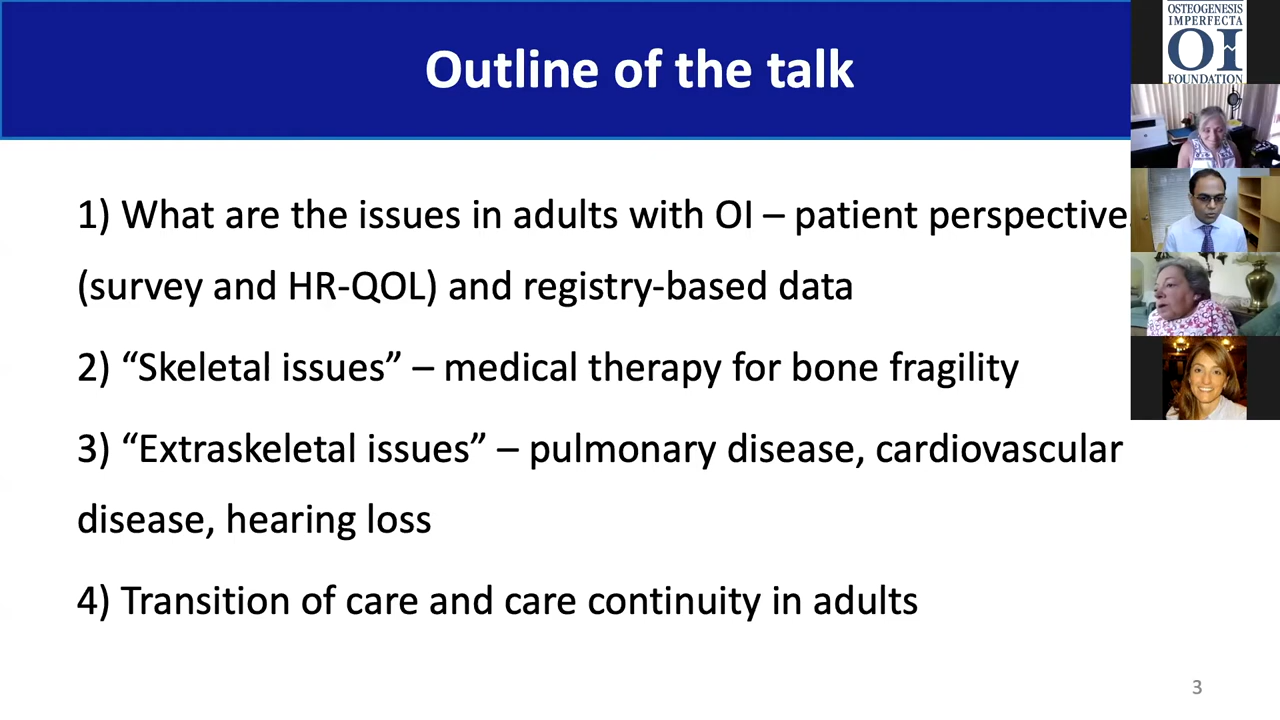 Outline of the talk
OSTEOGENESIS
IMPERFECTA
OI
FOUNDATION
1) What are the issues in adults with OI – patient perspective
(survey and HR-QOL) and registry-based data
2) “Skeletal issues” – medical therapy for bone fragility
3) “Extraskeletal issues” – pulmonary disease, cardiovascular
disease, hearing loss
4) Transition of care and care continuity in adults
3